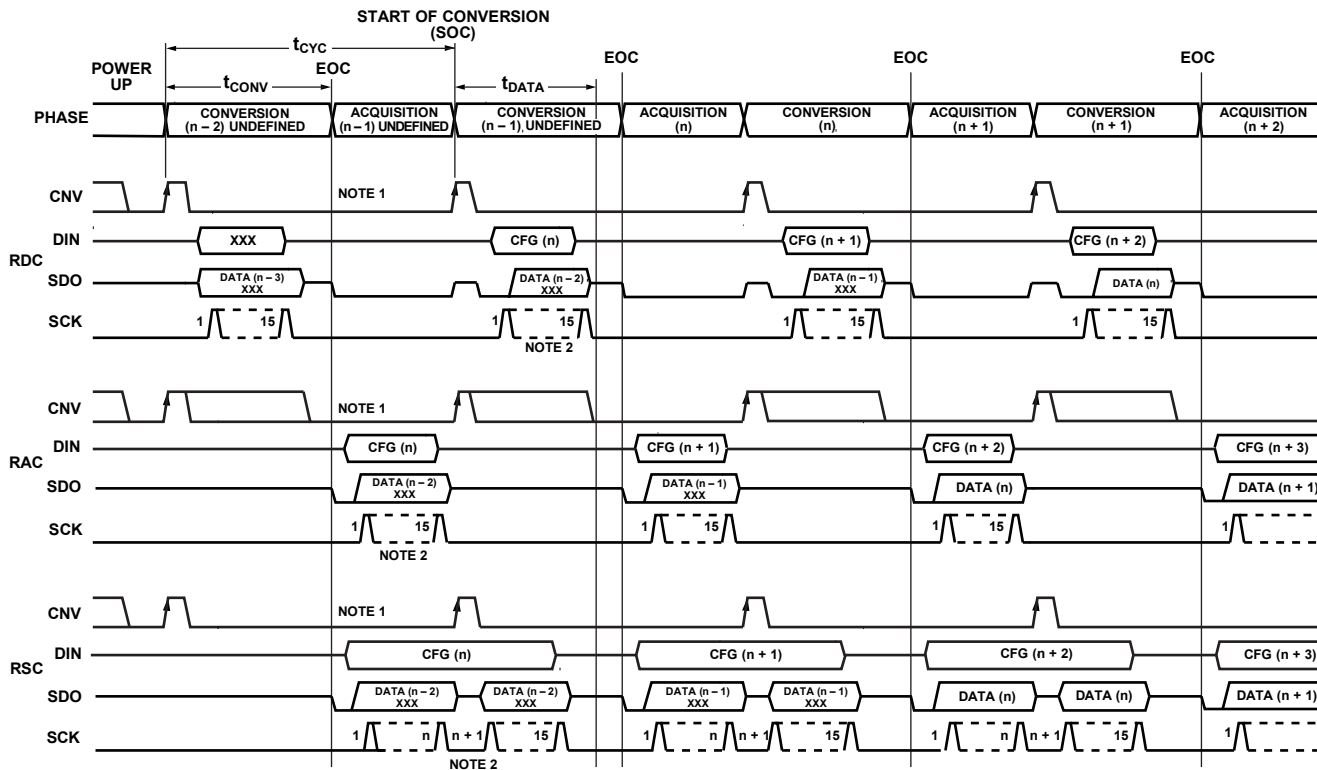 START OF CONVERSION
(SOC)
tCYC
POWER
UP
EOC
EOC
EOC
EOC
tCONV
tDATA
PHASE
CONVERSION
(n – 2) UNDEFINED
ACQUISITION
(n – 1) UNDEFINED
CONVERSION
(n – 1) UNDEFINED
ACQUISITION
(n)
CONVERSION
(n)
ACQUISITION
(n + 1)
CONVERSION
(n + 1)
ACQUISITION
(n + 2)
CNV
NOTE 1
RDC
DIN
XXX
CFG (n)
CFG (n + 1)
CFG (n + 2)
SDO
DATA (n – 3)
XXX
DATA (n – 2)
XXX
DATA (n – 1)
XXX
DATA (n)
SCK
1 15
1 15
1 15
1 15
NOTE 2
CNV
NOTE 1
RAC
DIN
CFG (n)
CFG (n + 1)
CFG (n + 2)
CFG (n + 3)
SDO
DATA (n – 2)
XXX
DATA (n – 1)
XXX
DATA (n)
DATA (n + 1)
SCK
1 15
1 15
1 15
1
NOTE 2
CNV
NOTE 1
RSC
DIN
CFG (n)
CFG (n + 1)
CFG (n + 2)
CFG (n + 3)
SDO
DATA (n – 2)
XXX
DATA (n – 2)
XXX
DATA (n – 1)
XXX
DATA (n – 1)
XXX
DATA (n)
DATA (n)
DATA (n + 1)
SCK
1 n n + 1 15
1 n n + 1 15
1 n n + 1 15
1
NOTE 2